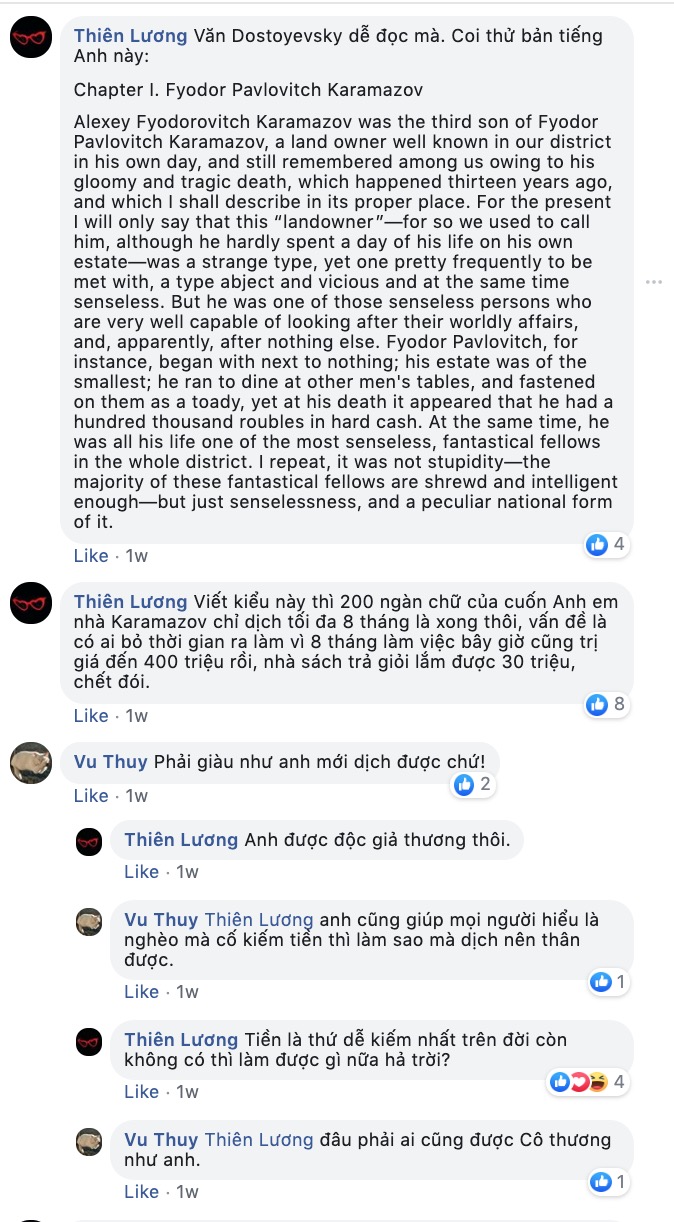 Thiên Lương Văn Dostoyevsky dễ đọc mà. Coi thử bản tiếng
Anh này:
Chapter I. Fyodor Pavlovitch Karamazov
Alexey Fyodorovitch Karamazov was the third son of Fyodor
Pavlovitch Karamazov, a land owner well known in our district
in his own day, and still remembered among us owing to his
gloomy and tragic death, which happened thirteen years ago,
and which I shall describe in its proper place. For the present
I will only say that this “landowner”—for so we used to call
him, although he hardly spent a day of his life on his own
estate—was a strange type, yet one pretty frequently to be
met with, a type abject and vicious and at the same time
senseless. But he was one of those senseless persons who
are very well capable of looking after their worldly affairs,
and, apparently, after nothing else. Fyodor Pavlovitch, for
instance, began with next to nothing; his estate was of the
smallest; he ran to dine at other men's tables, and fastened
on them as a toady, yet at his death it appeared that he had a
hundred thousand roubles in hard cash. At the same time, he
was all his life one of the most senseless, fantastical fellows
in the whole district. I repeat, it was not stupidity—the
majority of these fantastical fellows are shrewd and intelligent
enough—but just senselessness, and a peculiar national form
of it.
4
Like · 1w
Thiên Lương Viết kiểu này thì 200 ngàn chữ của cuốn Anh em
nhà Karamazov chỉ dịch tối đa 8 tháng là xong thôi, vấn đề là
có ai bỏ thời gian ra làm vì 8 tháng làm việc bây giờ cũng trị
giá đến 400 triệu rồi, nhà sách trả giỏi lắm được 30 triệu,
chết đói.
8
Like · 1w
Vu Thuy Phải giàu như anh mới dịch được chứ!
2
Like · 1w
Thiên Lương Anh được độc giả thương thôi.
Like · 1w
Vu Thuy Thiên Lương anh cũng giúp mọi người hiểu là
nghèo mà cố kiếm tiền thì làm sao mà dịch nên thân
được.
1
Like · 1w
Thiên Lương Tiền là thứ dễ kiếm nhất trên đời còn
không có thì làm được gì nữa hả trời?
4
Like · 1w
Vu Thuy Thiên Lương đâu phải ai cũng được Cô thương
như anh.
1
Like · 1w